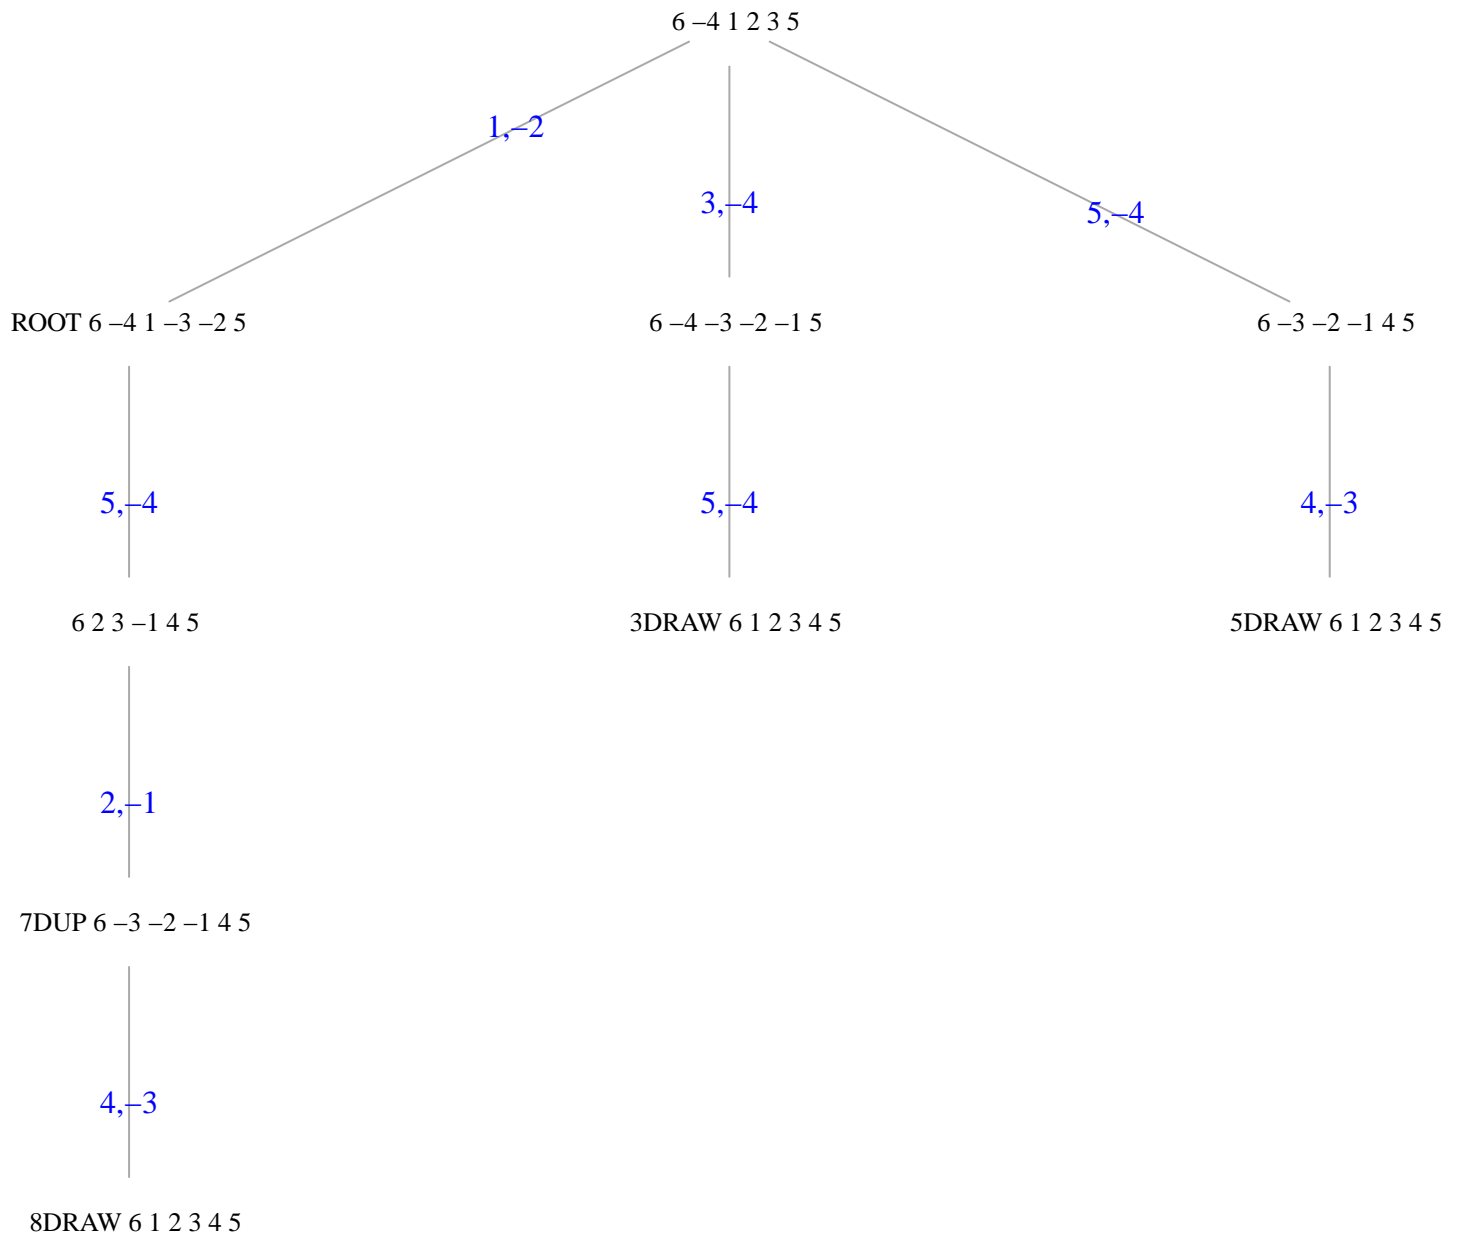 6 –4 1 2 3 5
1,–2
3,–4
5,–4
ROOT 6 –4 1 –3 –2 5
6 –4 –3 –2 –1 5
6 –3 –2 –1 4 5
5,–4
5,–4
4,–3
6 2 3 –1 4 5
3DRAW 6 1 2 3 4 5
5DRAW 6 1 2 3 4 5
2,–1
7DUP 6 –3 –2 –1 4 5
4,–3
8DRAW 6 1 2 3 4 5